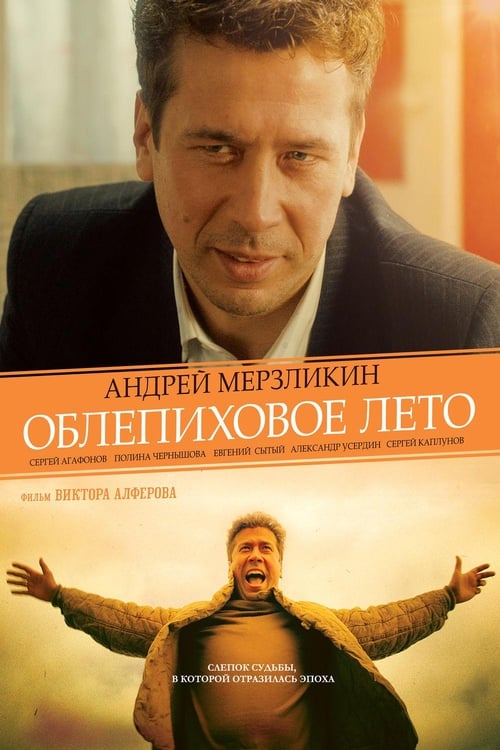 АНДРЕЙ МЕРЗЛИКИН
ОБЛЕПИХОВОЕ ЛЕТО
СЕРГЕЙ АГАФОНОВ ПОЛИНА ЧЕРНЫШОВА ЕВГЕНИЙ СЫТЫЙ АЛЕКСАНДР УСЕРДИН СЕРГЕЙ КАПЛУНОВ
ФИЛЬМ ВИКТОРА АЛФЕРОВА
СЛЕПОК СУДЬБЫ,
В КОТОРОЙ ОТРАЗИЛАСЬ ЭПОХА